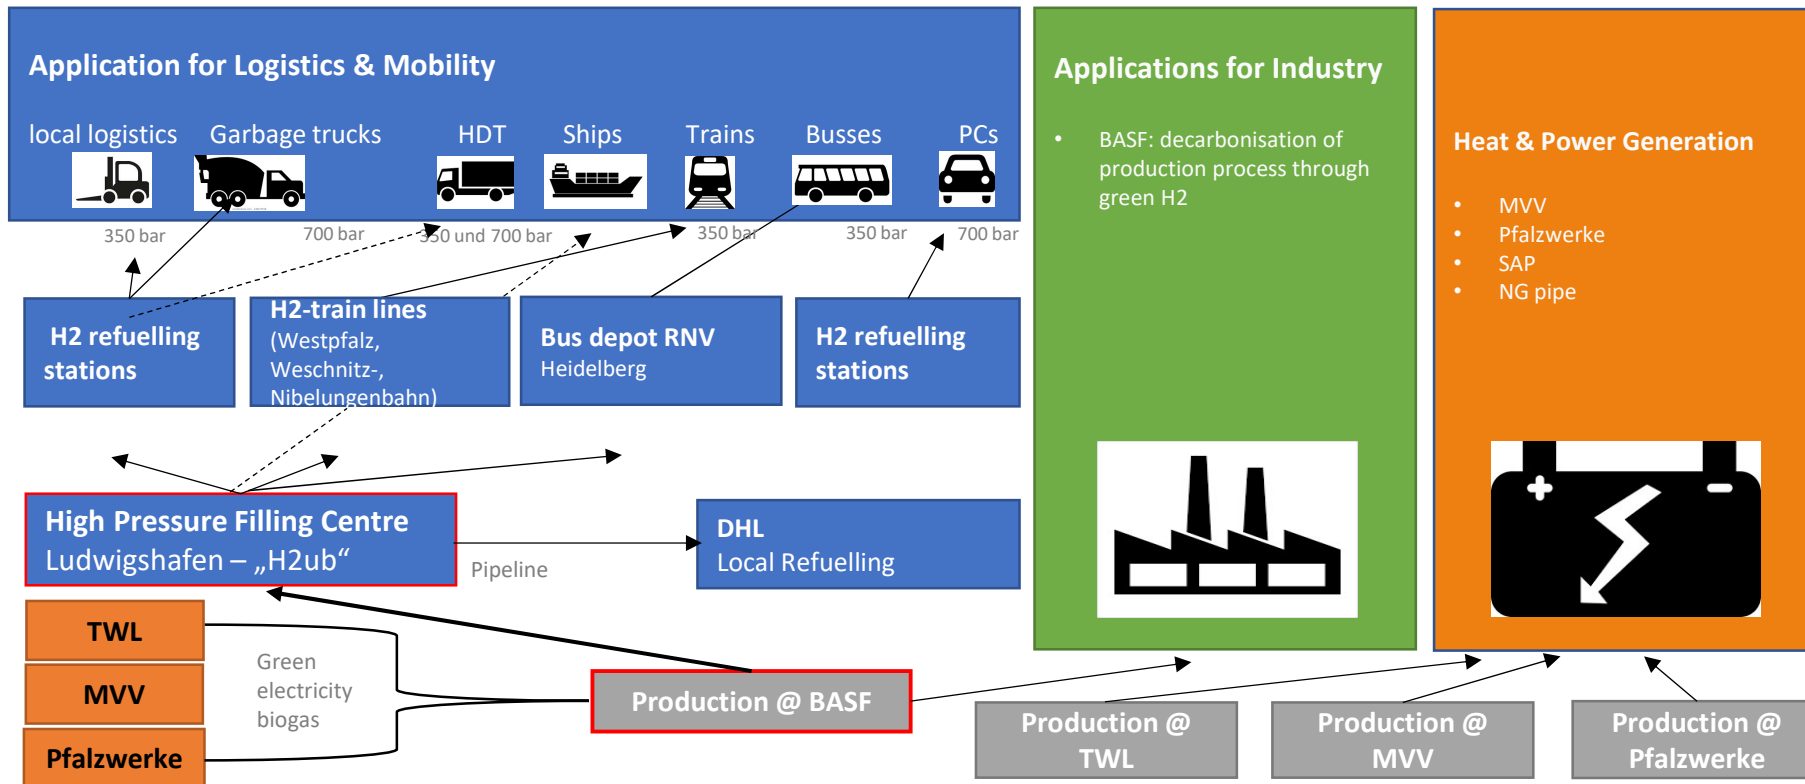 Application for Logistics & Mobility
local logistics
Garbage trucks
HDT
Ships
Trains
Busses
PCs
350 bar
700 bar
350 und 700 bar
350 bar
350 bar
700 bar
H2 refuelling
stations
H2-train lines
(Westpfalz,
Weschnitz-,
Nibelungenbahn)
Bus depot RNV
Heidelberg
H2 refuelling
stations
High Pressure Filling Centre
Ludwigshafen – „H2ub“
Pipeline
DHL
Local Refuelling
TWL
MVV
Pfalzwerke
Green
electricity
biogas
Production @ BASF
Applications for Industry
• BASF: decarbonisation of
production process through
green H2
Heat & Power Generation
• MVV
• Pfalzwerke
• SAP
• NG pipe
Production @
TWL
Production @
MVV
Production @
Pfalzwerke